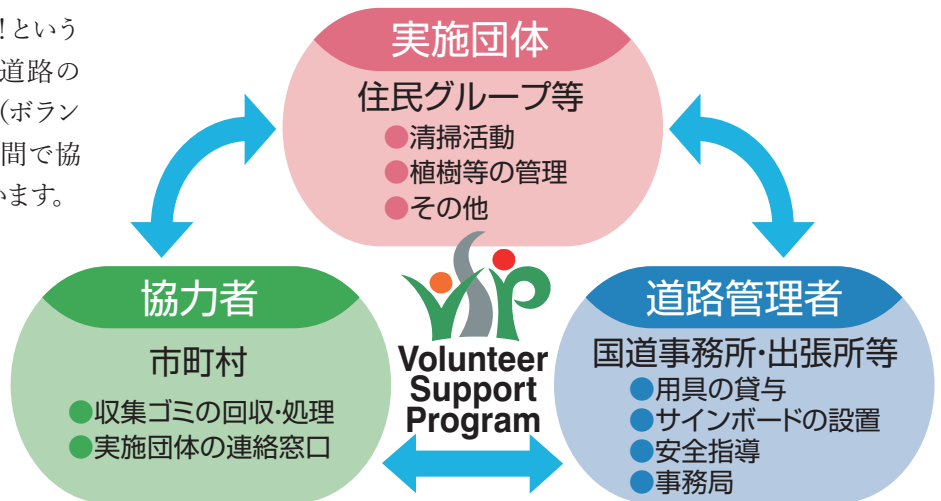 !という
道路の
(ボラン
間で協
います。
実施団体
住民グループ等
●清掃活動
●植樹等の管理
●その他
協力者
市町村
●収集ゴミの回収・処理
●実施団体の連絡窓口
VSP
Volunteer
Support
Program
道路管理者
国道事務所・出張所等
●用具の貸与
●サインボードの設置
●安全指導
●事務局